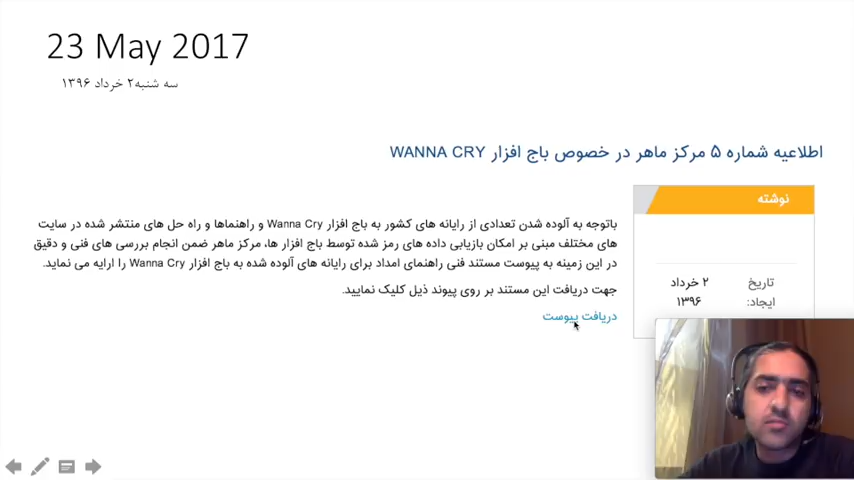 23 May 2017
سه شنبه۲ خرداد ۱۳۹۶
اطلاعیه شماره ۵ مرکز ماهر در خصوص باج افزار WANNA CRY
نوشته
باتوجه به آلوده شدن تعدادی از رایانه های کشور به باج افزار Wanna Cry و راهنماها و راه حل های منتشر شده در سایت
های مختلف مبنی بر امکان بازیابی داده های رمز شده توسط باج افزار ها، مرکز ماهر ضمن انجام بررسی های فنی و دقیق
در این زمینه به پیوست مستند فنی راهنمای امداد برای رایانه های آلوده شده به باج افزار Wanna Cry را ارایه می نماید.
جهت دریافت این مستند بر روی پیوند ذیل کلیک نمایید.
دریافت پیوست
تاریخ ۲ خرداد
ایجاد: ۱۳۹۶